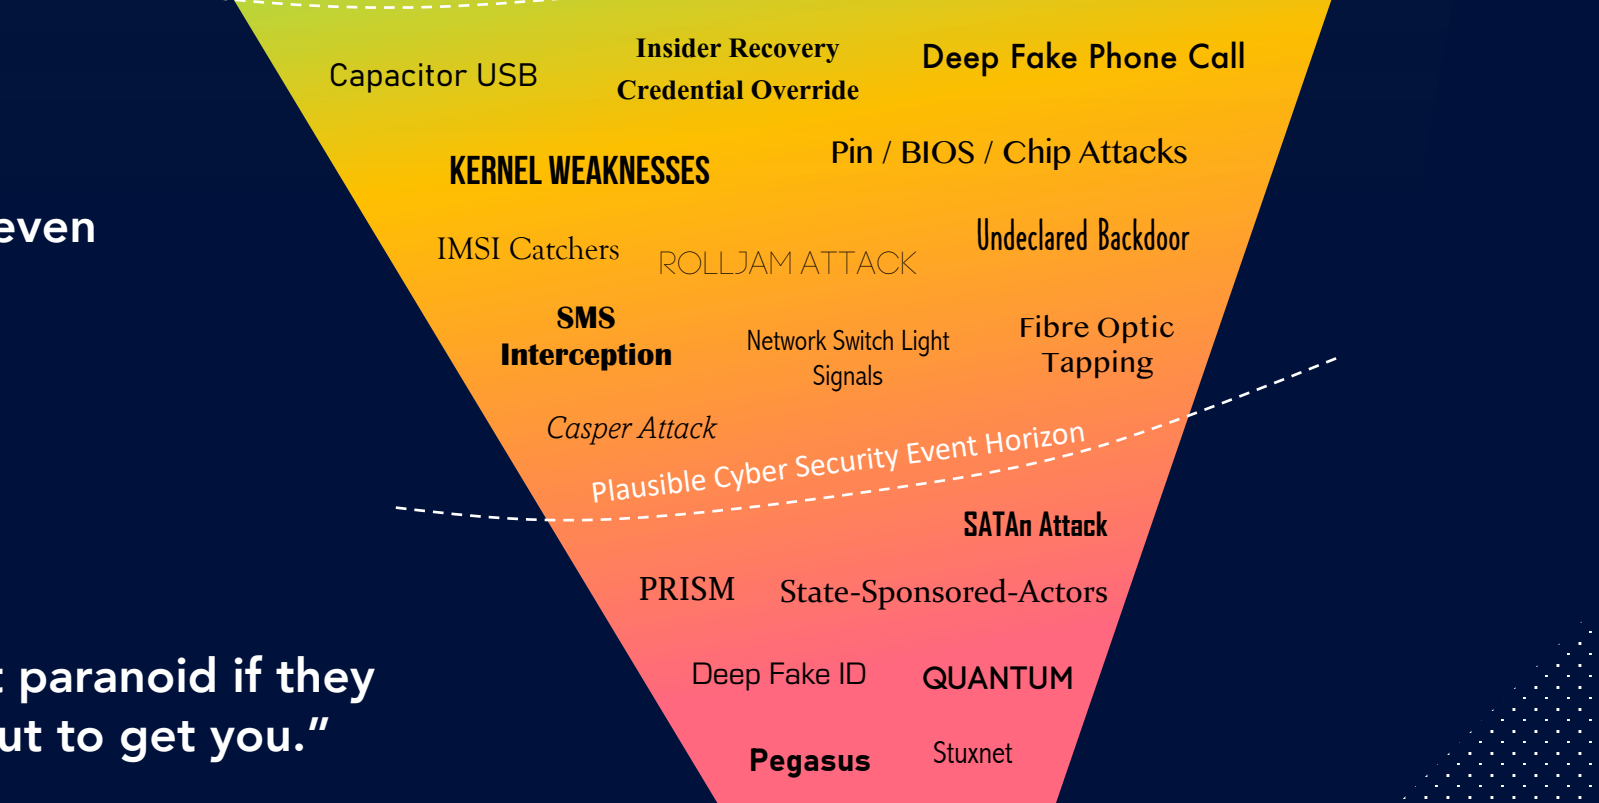 Capacitor USB
Insider Recovery
Credential Override
Deep Fake Phone Call
KERNEL WEAKNESSES
Pin / BIOS / Chip Attacks
even
IMSI Catchers
ROLLJAM ATTACK
Undeclared Backdoor
SMS
Interception
Network Switch Light
Signals
Fibre Optic
Tapping
Casper Attack
Plausible Cyber Security Event Horizon
SATAn Attack
PRISM
State-Sponsored-Actors
paranoid if they
to get you.”
Deep Fake ID
QUANTUM
Pegasus
Stuxnet